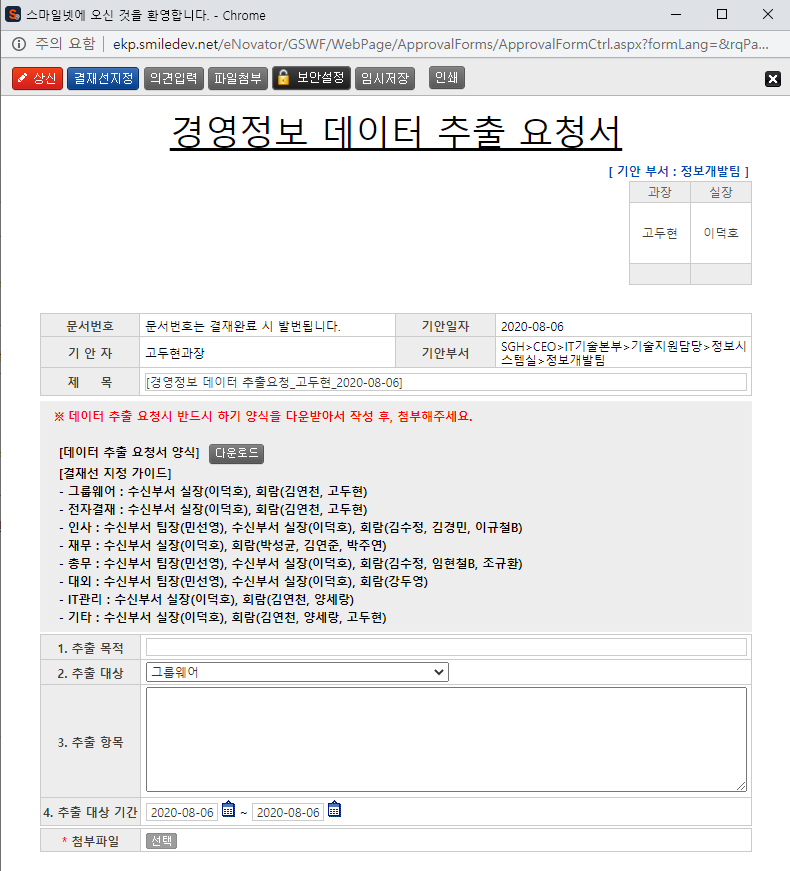 스마일넷에 오신 것을 환영합니다. - Chrome
주의 요함 ekp.smiledev.net/eNovator/GSWF/WebPage/ApprovalForms/ApprovalFormCtrl.aspx?formLang=&rqPa...
상신 결재선지정 의견입력 파일첨부 보안설정 임시저장 인쇄
경영정보 데이터 추출 요청서
[ 기안 부서 : 정보개발팀 ]
과장 실장
고두현 이덕호
문서번호 문서번호는 결재완료 시 발번됩니다. 기안일자 2020-08-06
기 안 자 고두현과장 기안부서 SGH>CEO>IT기술본부>기술지원담당>정보시
스템실>정보개발팀
제 목 [경영정보 데이터 추출요청_고두현_2020-08-06]
※ 데이터 추출 요청시 반드시 하기 양식을 다운받아서 작성 후, 첨부해주세요.
[데이터 추출 요청서 양식] 다운로드
[결재선 지정 가이드]
- 그룹웨어 : 수신부서 실장(이덕호), 회람(김연천, 고두현)
- 전자결재 : 수신부서 실장(이덕호), 회람(김연천, 고두현)
- 인사 : 수신부서 팀장(민선영), 수신부서 실장(이덕호), 회람(김수정, 김경민, 이규철B)
- 재무 : 수신부서 실장(이덕호), 회람(박성균, 김연준, 박주연)
- 총무 : 수신부서 팀장(민선영), 수신부서 실장(이덕호), 회람(김수정, 임현철B, 조규환)
- 대외 : 수신부서 팀장(민선영), 수신부서 실장(이덕호), 회람(강두영)
- IT관리 : 수신부서 실장(이덕호), 회람(김연천, 양세랑)
- 기타 : 수신부서 실장(이덕호), 회람(김연천, 양세랑, 고두현)
1. 추출 목적
2. 추출 대상 그룹웨어
3. 추출 항목
4. 추출 대상 기간 2020-08-06 ~ 2020-08-06
* 첨부파일 선택